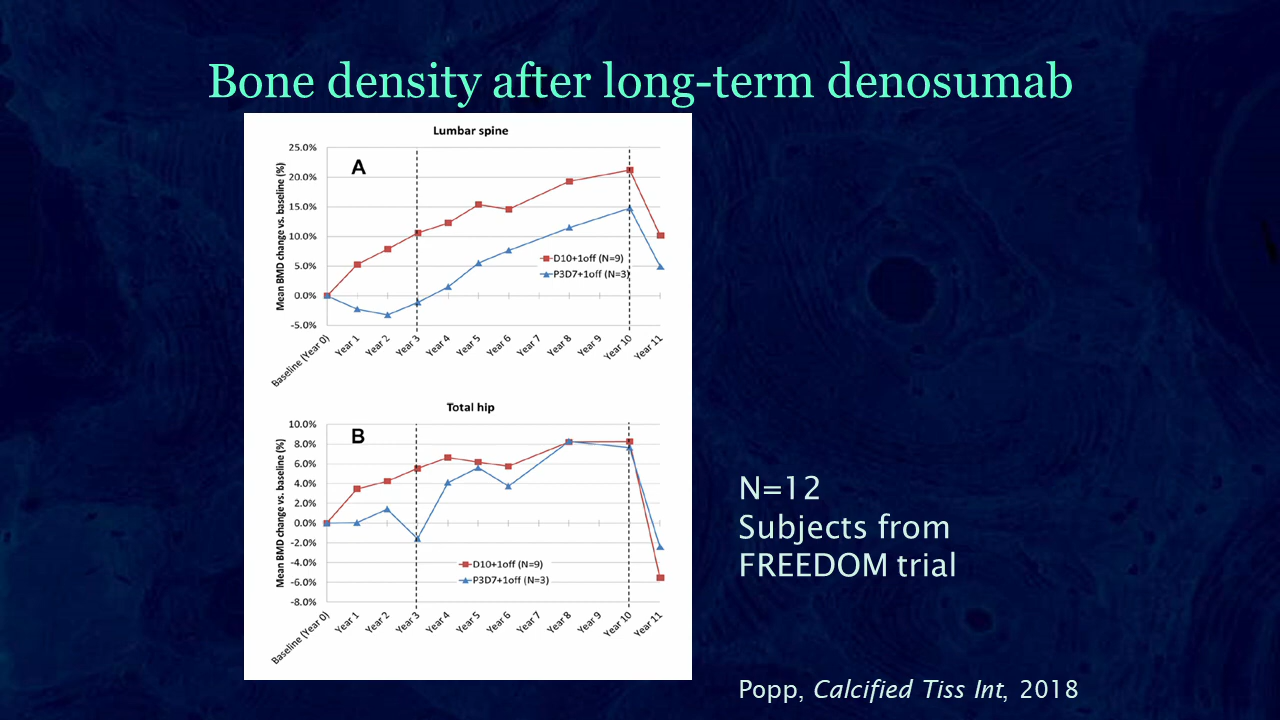 Bone density after long-term denosumab
Lumbar spine
A
Mean BMD change vs. baseline (%)
25.0%
20.0%
15.0%
10.0%
5.0%
0.0%
-5.0%
D10+1off (N=9)
P3D7+1off (N=3)
Baseline (Year 0)
Year 1
Year 2
Year 3
Year 4
Year 5
Year 6
Year 7
Year 8
Year 9
Year 10
Year 11
Total hip
B
Mean BMD change vs. baseline (%)
10.0%
8.0%
6.0%
4.0%
2.0%
0.0%
-2.0%
-4.0%
-6.0%
-8.0%
D10+1off (N=9)
P3D7+1off (N=3)
Baseline (Year 0)
Year 1
Year 2
Year 3
Year 4
Year 5
Year 6
Year 7
Year 8
Year 9
Year 10
Year 11
N=12
Subjects from
FREEDOM trial
Popp, Calcified Tiss Int, 2018